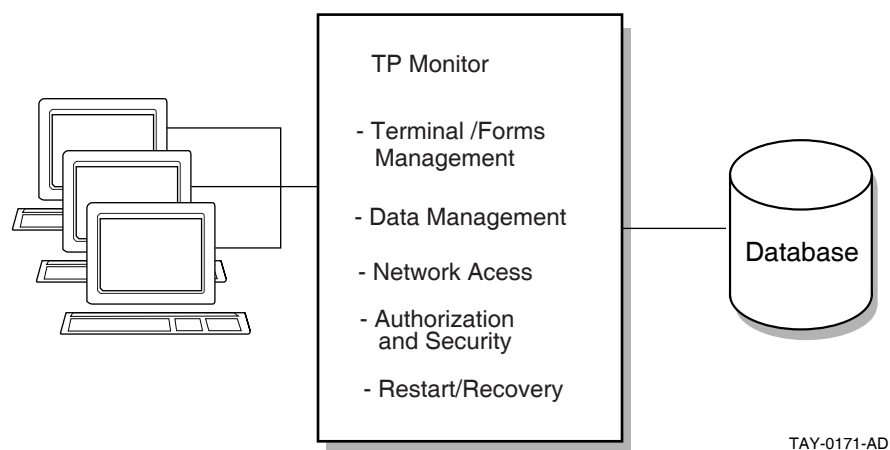 TP Monitor
- Terminal /Forms
Management
- Data Management
- Network Acess
- Authorization
and Security
- Restart/Recovery
Database
TAY-0171-AD